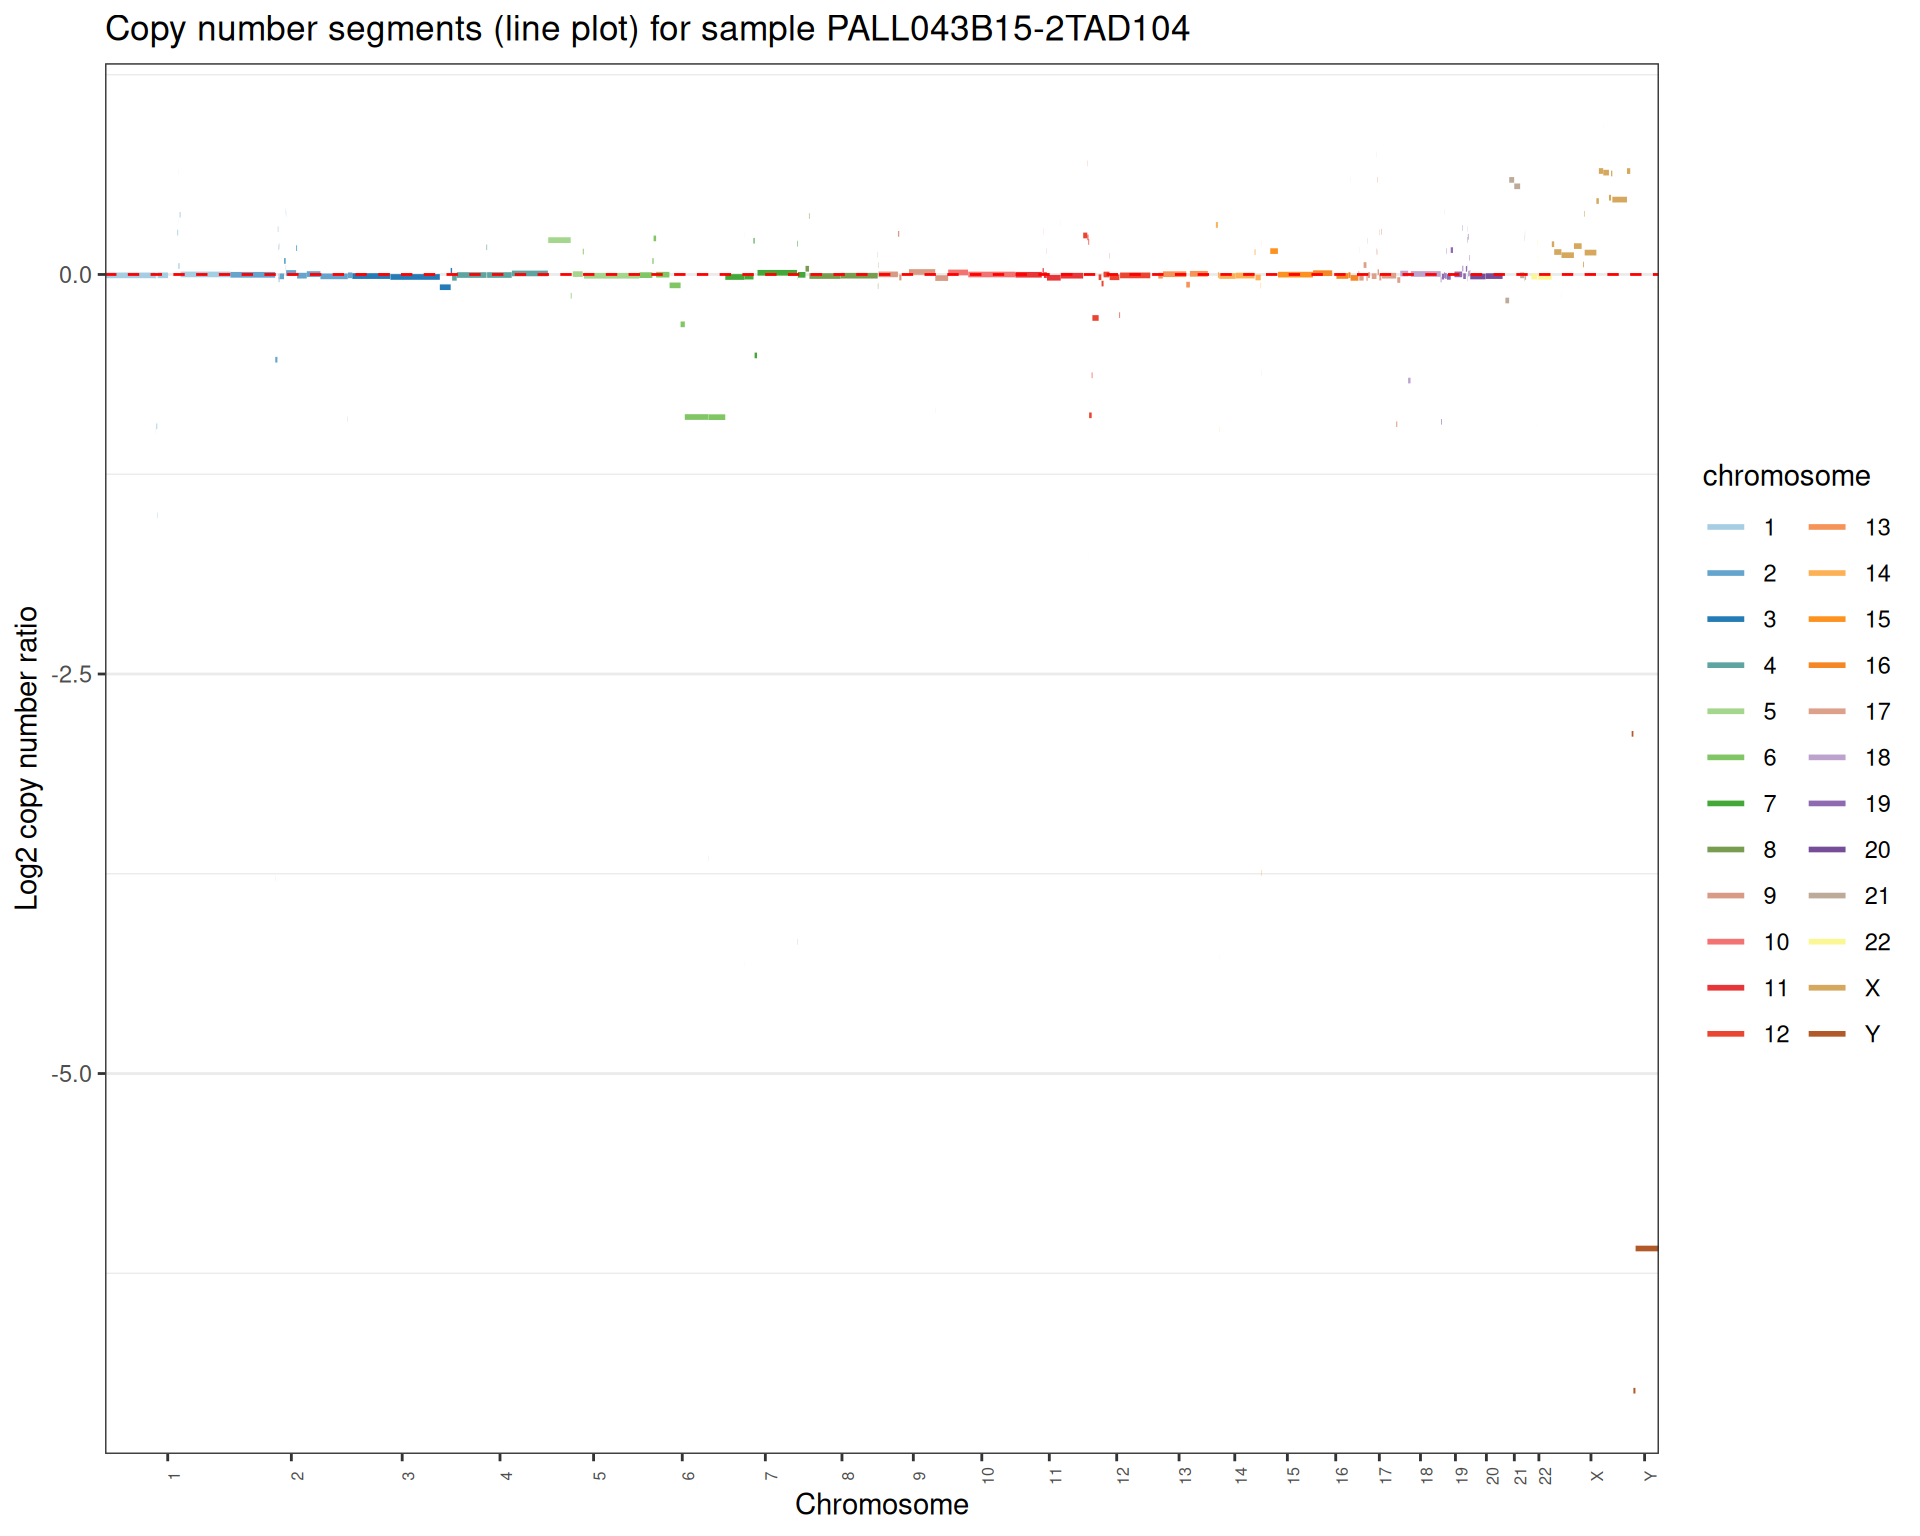 Copy number segments (line plot) for sample PALL043B15-2TAD104
Log2 copy number ratio
0.0
-2.5
-5.0
1 2 3 4 5 6 7 8 9 10 11 12 13 14 15 16 17 18 19 20 21 22 X Y
Chromosome
chromosome
1 13
2 14
3 15
4 16
5 17
6 18
7 19
8 20
9 21
10 22
11 X
12 Y